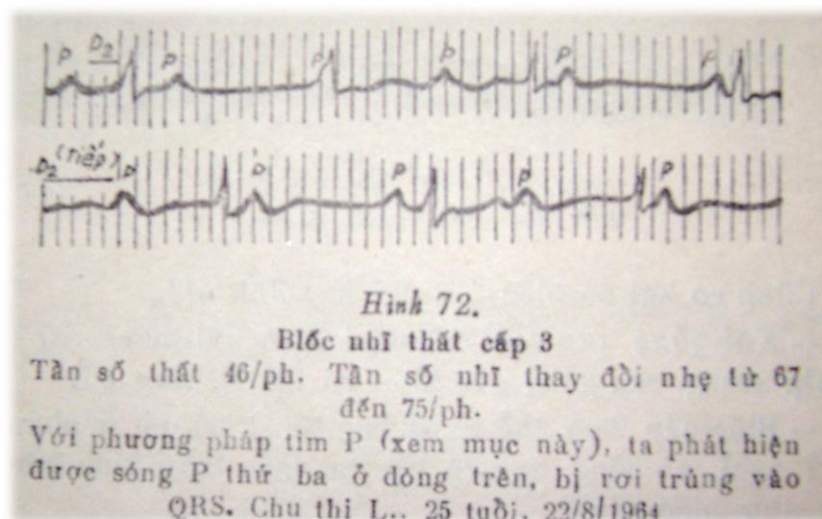 P D2 P P P P P
D2 (Tiếp) P P P P P
Hình 72.
Blốc nhĩ thất cấp 3
Tần số thất 46/ph. Tần số nhĩ thay đổi nhẹ từ 67
đến 75/ph.
Với phương pháp tìm P (xem mục này), ta phát hiện
được sóng P thứ ba ở dòng trên, bị rơi trùng vào
QRS. Chu thị L., 25 tuổi, 22/8/1964